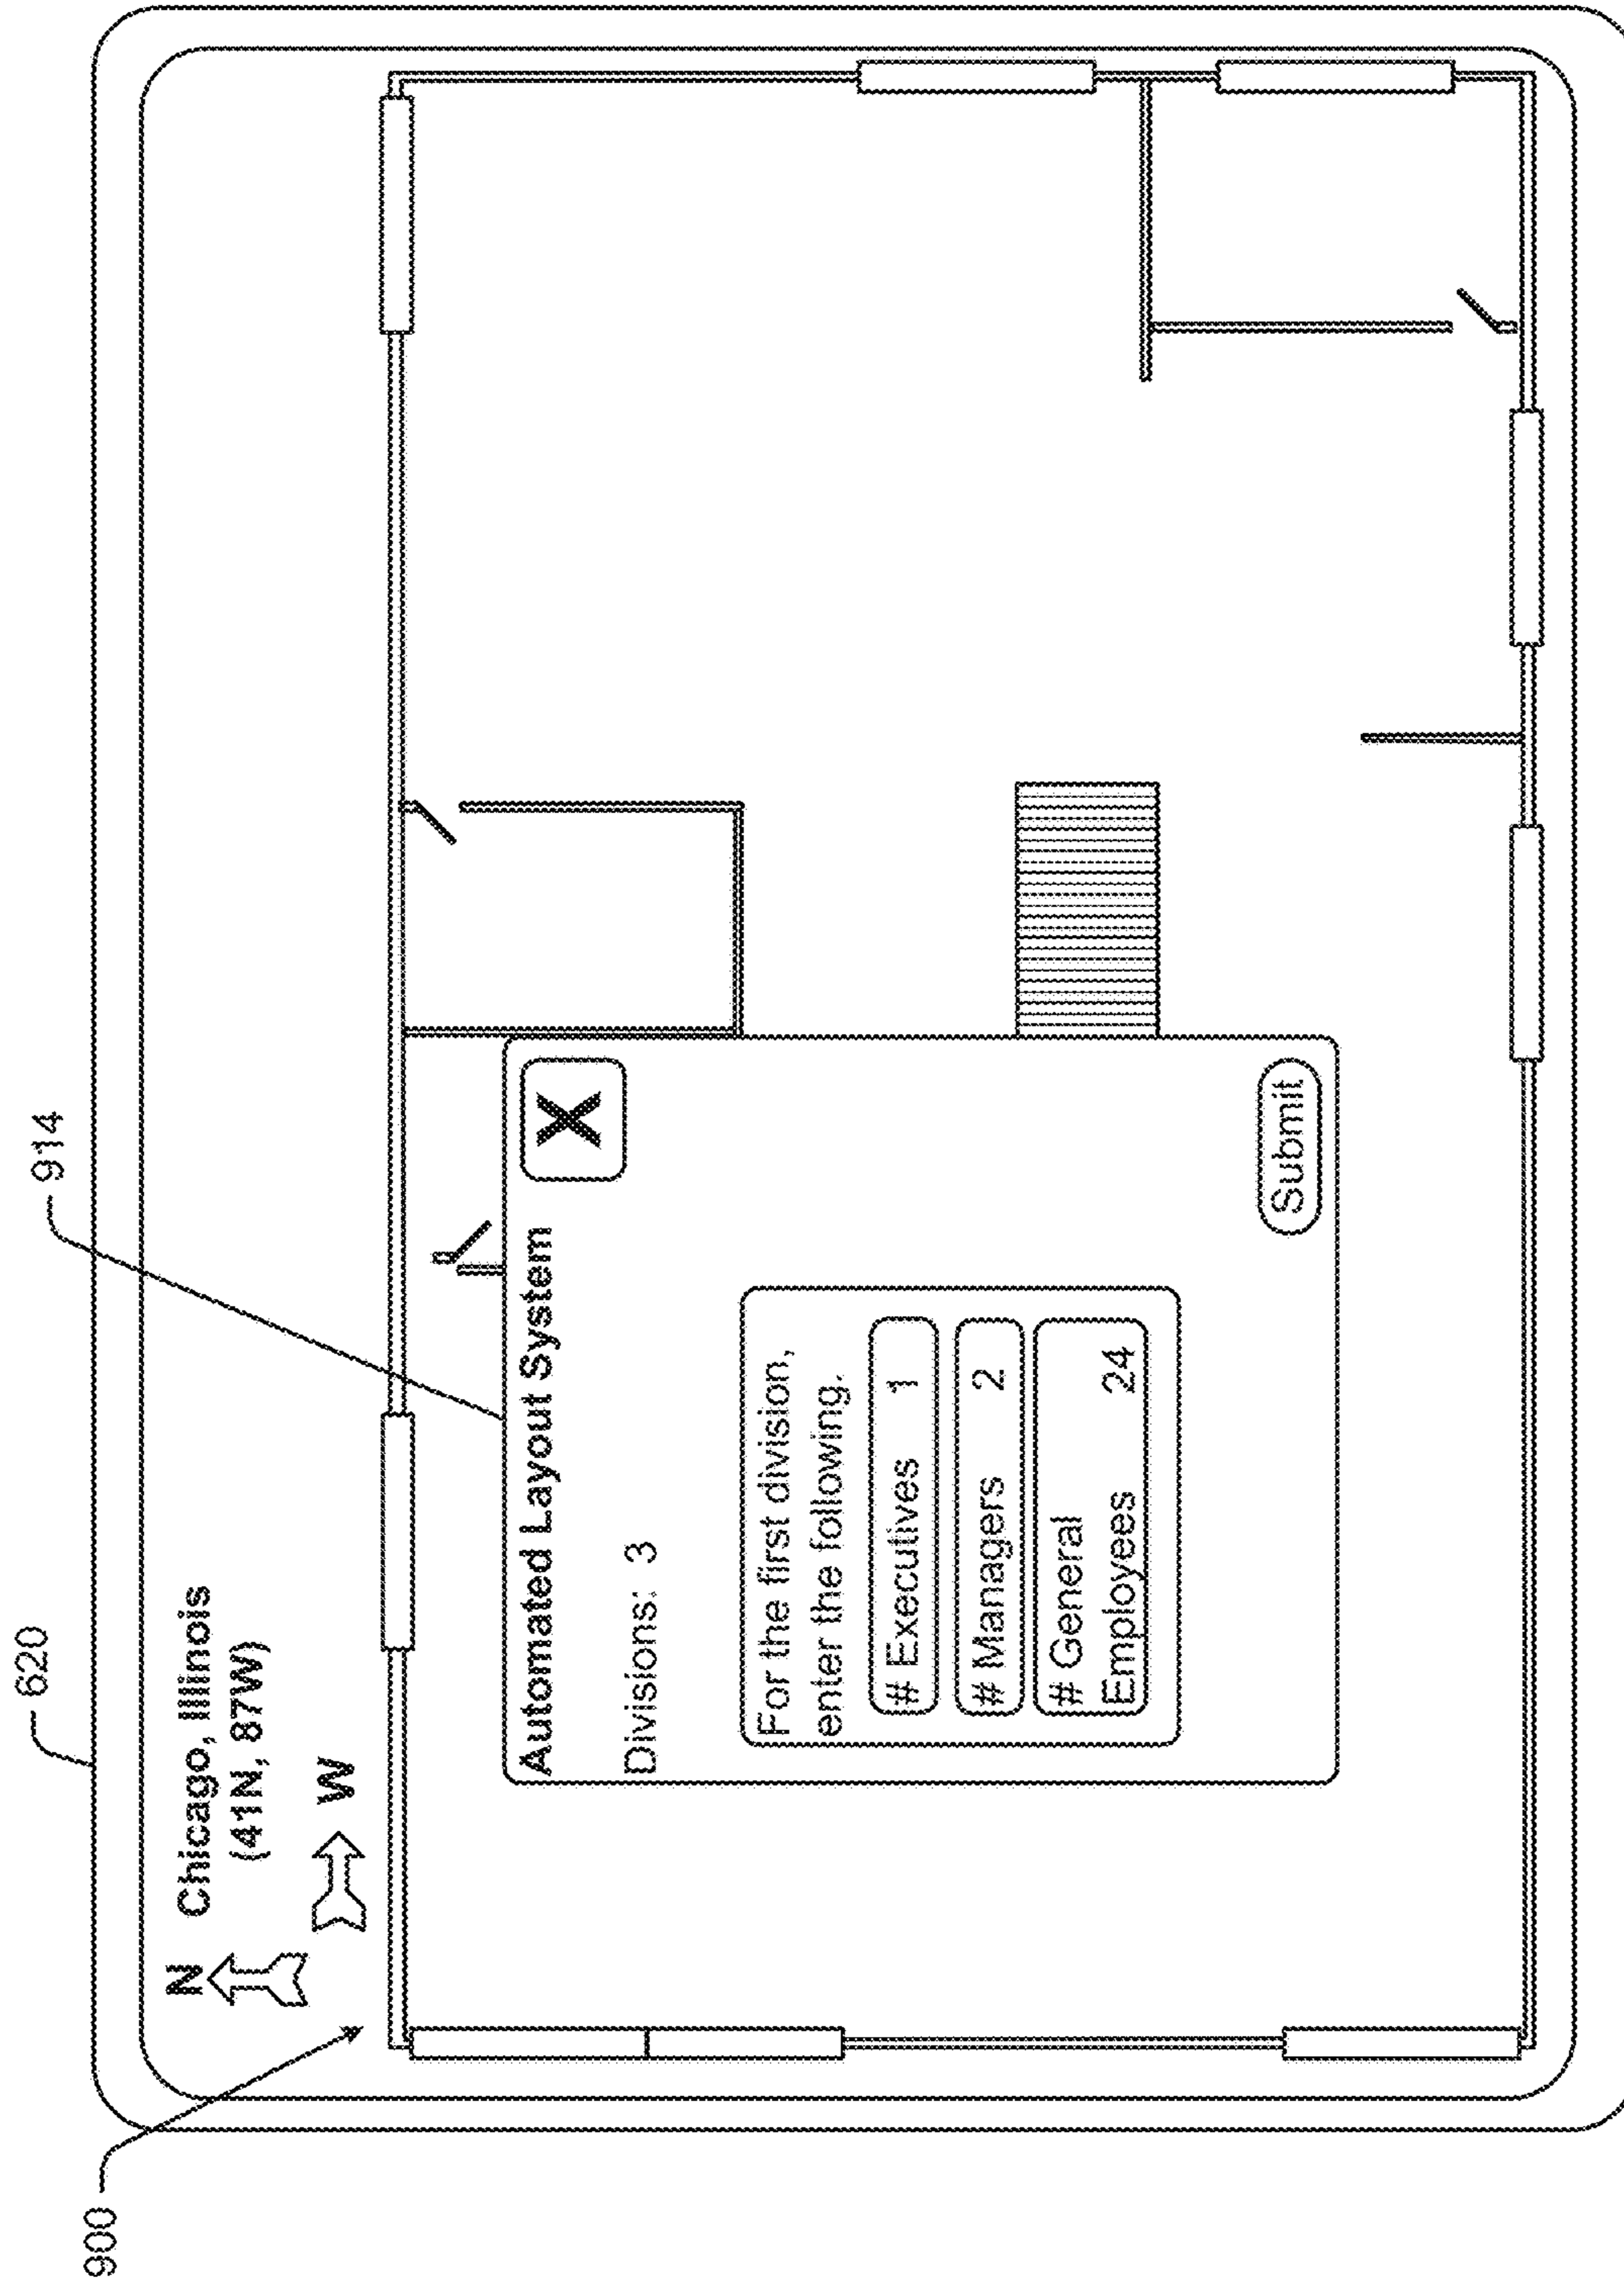 620
914
900
N Chicago, Illinois
(41N, 87W)
W
Automated Layout System
X
Divisions: 3
For the first division,
enter the following.
# Executives 1
# Managers 2
# General
Employees 24
Submit